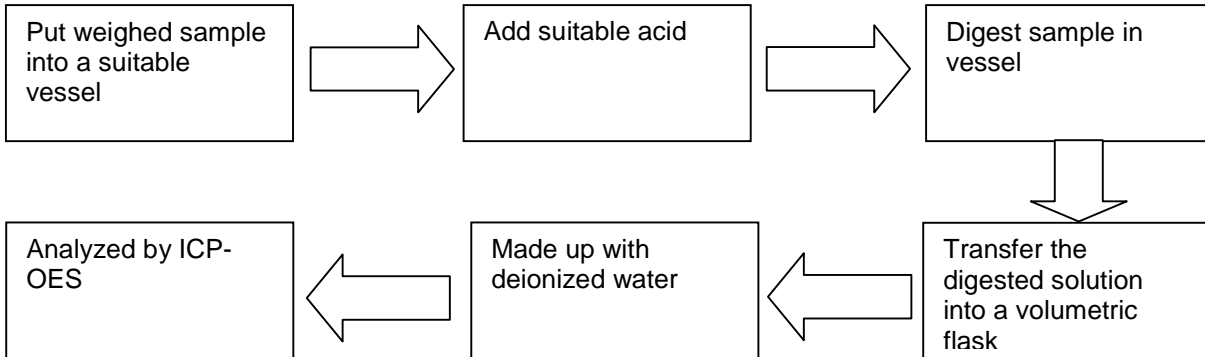 Put weighed sample
into a suitable
vessel
Add suitable acid
Digest sample in
vessel
Transfer the
digested solution
into a volumetric
flask
Made up with
deionized water
Analyzed by ICP-
OES